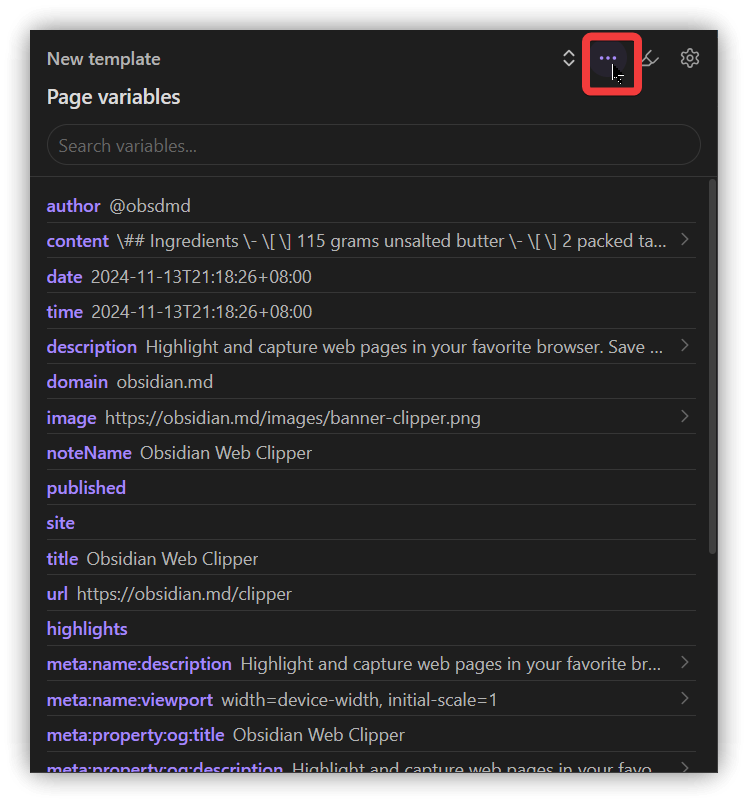 New template
Page variables
Search variables...
author @obsdmd
content \## Ingredients \- \[ \] 115 grams unsalted butter \- \[ \] 2 packed ta...
date 2024-11-13T21:18:26+08:00
time 2024-11-13T21:18:26+08:00
description Highlight and capture web pages in your favorite browser. Save ...
domain obsidian.md
image https://obsidian.md/images/banner-clipper.png
noteName Obsidian Web Clipper
published
site
title Obsidian Web Clipper
url https://obsidian.md/clipper
highlights
meta:name:description Highlight and capture web pages in your favorite br...
meta:name:viewport width=device-width, initial-scale=1
meta:property:og:title Obsidian Web Clipper
meta:property:og:description Highlight and capture web pages in your favo...